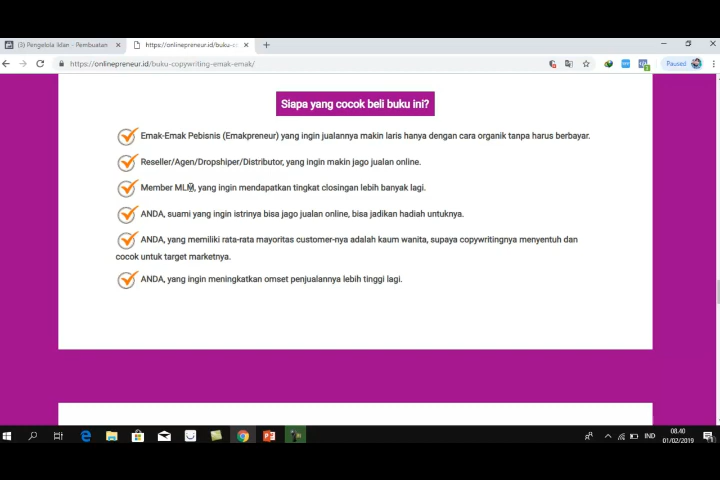 (3) Pengelola Iklan - Pembuatan
https://onlinepreneur.id/buku-co
https://onlinepreneur.id/buku-copywriting-emak-emak/
Paused
Siapa yang cocok beli buku ini?
Emak-Emak Pebisnis (Emakpreneur) yang ingin jualannya makin laris hanya dengan cara organik tanpa harus berbayar.
Reseller/Agen/Dropshiper/Distributor, yang ingin makin jago jualan online.
Member MLM, yang ingin mendapatkan tingkat closingan lebih banyak lagi.
ANDA, suami yang ingin istrinya bisa jago jualan online, bisa jadikan hadiah untuknya.
ANDA, yang memiliki rata-rata mayoritas customer-nya adalah kaum wanita, supaya copywritingnya menyentuh dan
cocok untuk target marketnya.
ANDA, yang ingin meningkatkan omset penjualannya lebih tinggi lagi.
IND
08.40
01/02/2019